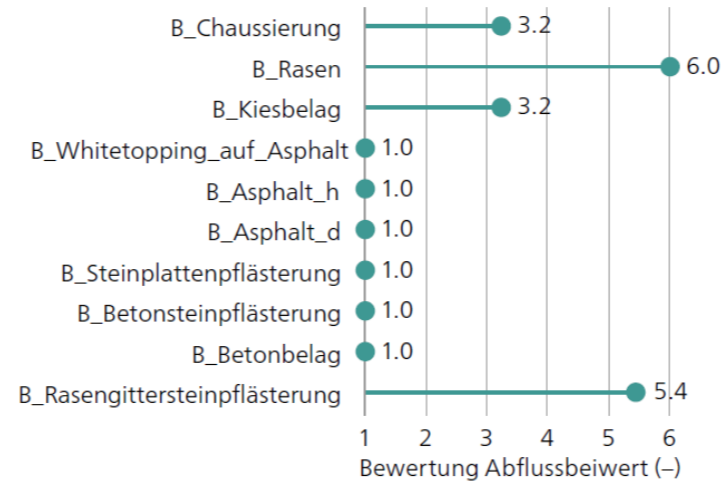 B_Chaussierung 3.2
B_Rasen 6.0
B_Kiesbelag 3.2
B_Whitetopping_auf_Asphalt 1.0
B_Asphalt_h 1.0
B_Asphalt_d 1.0
B_Steinplattenpflästerung 1.0
B_Betonsteinpflästerung 1.0
B_Betonbelag 1.0
B_Rasengittersteinpflästerung 5.4
1 2 3 4 5 6
Bewertung Abflussbeiwert (–)